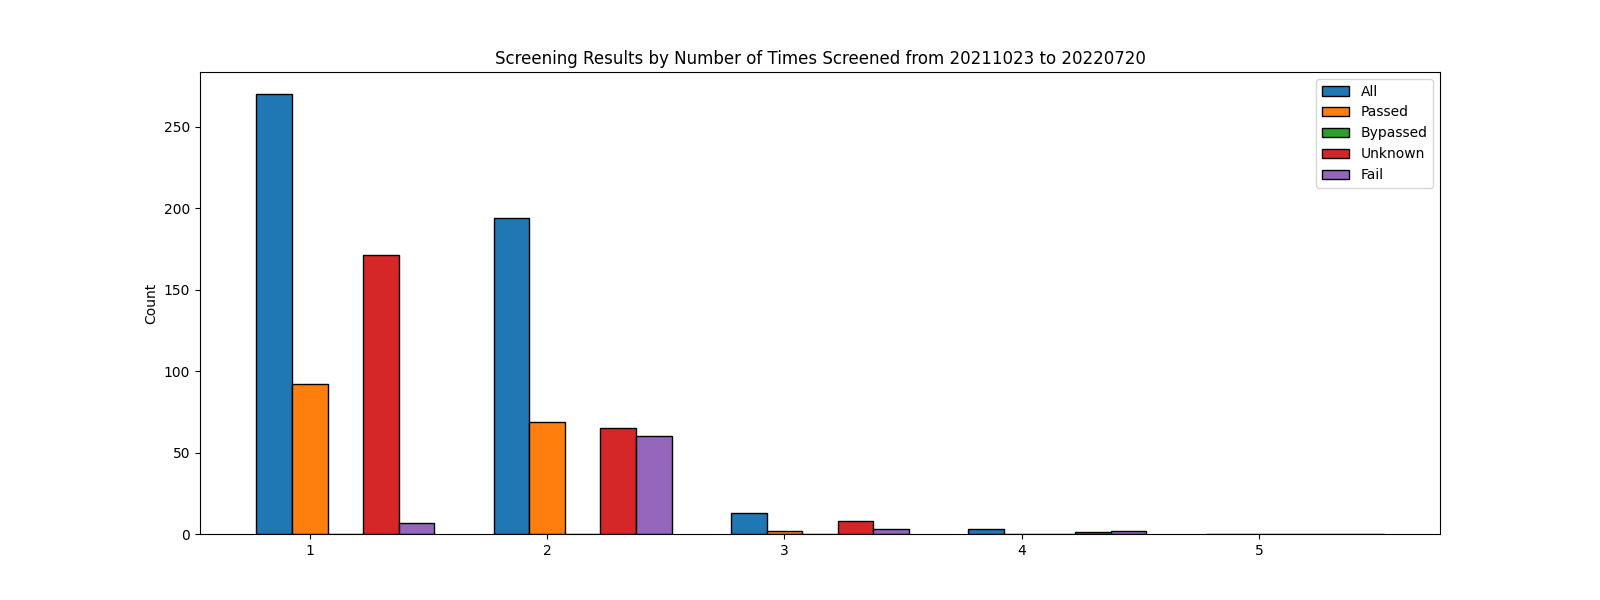 Screening Results by Number of Times Screened from 20211023 to 20220720
All
Passed
Bypassed
Unknown
Fail
Count
250
200
150
100
50
0
1 2 3 4 5